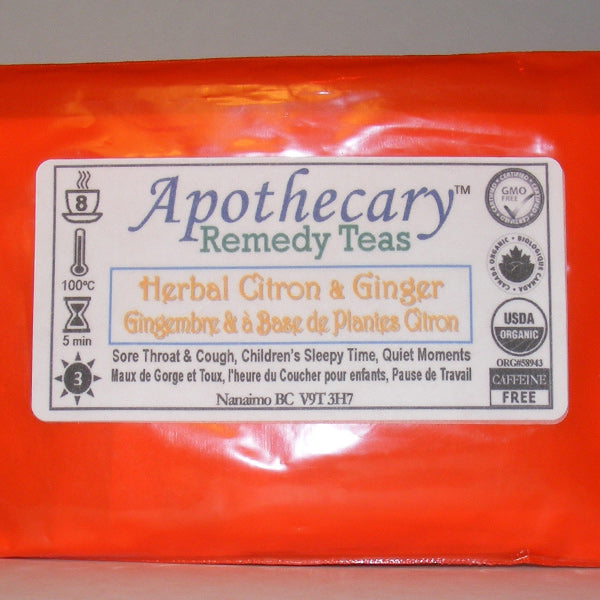 8
100°C
5 min
3
Apothecary™
Remedy Teas
Herbal Citron & Ginger
Gingembre & à Base de Plantes Citron
Sore Throat & Cough, Children's Sleepy Time, Quiet Moments
Maux de Gorge et Toux, l'heure du Coucher pour enfants, Pause de Travail
Nanaimo BC V9T 3H7
CERTIFIED
GMO
FREE
CANADA ORGANIC • BIOLOGIQUE CANADA
USDA
ORGANIC
ORG#58943
CAFFEINE
FREE